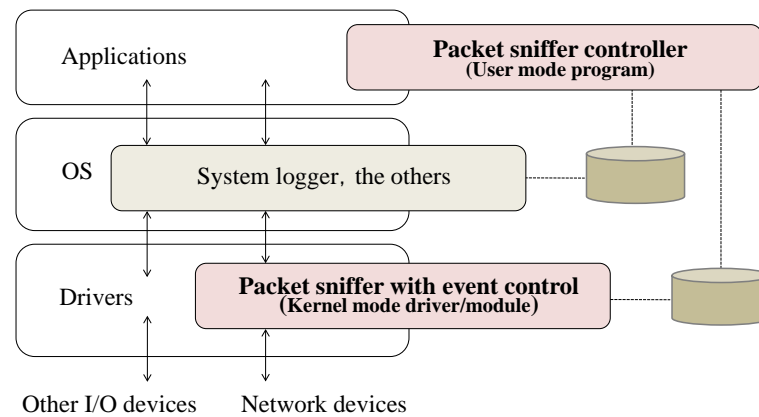 Applications
Packet sniffer controller
(User mode program)
OS
System logger, the others
Drivers
Packet sniffer with event control
(Kernel mode driver/module)
Other I/O devices
Network devices